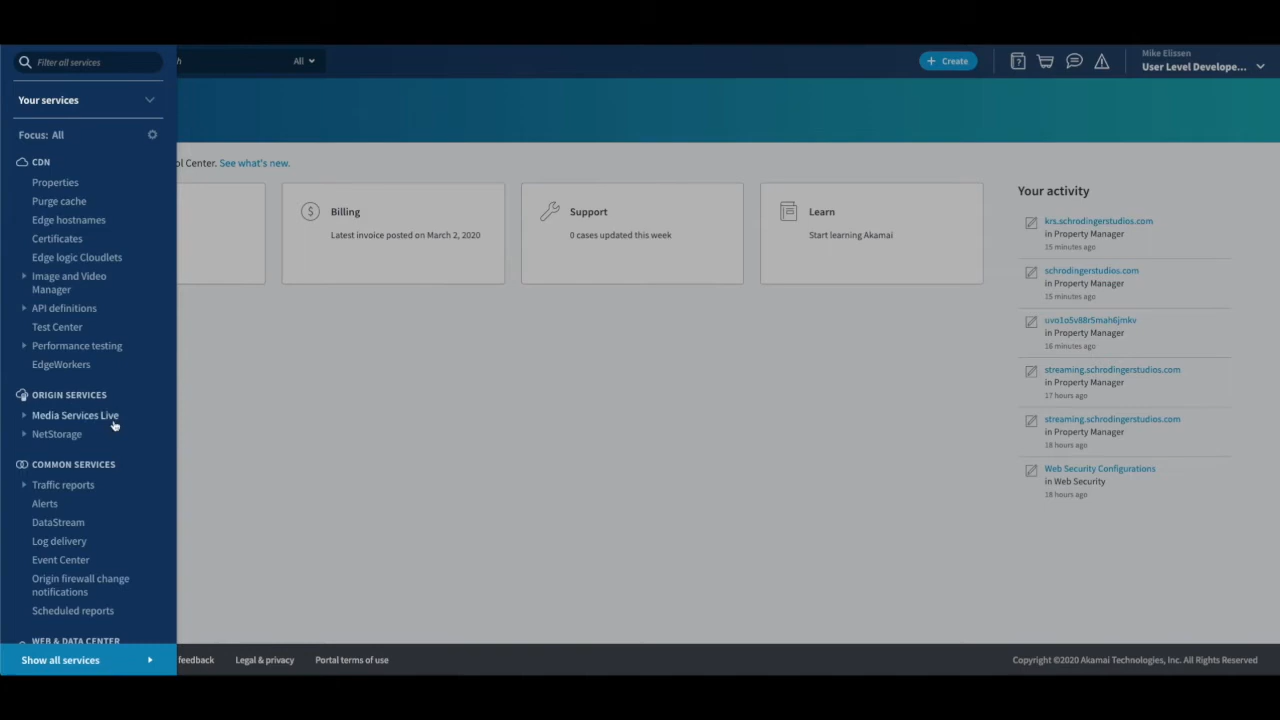 Filter all services
h
All
Create
Mike Elissen
User Level Develope...
Your services
Focus: All
CDN
Properties
Purge cache
Edge hostnames
Certificates
Edge logic Cloudlets
Image and Video
Manager
API definitions
Test Center
Performance testing
EdgeWorkers
ORIGIN SERVICES
Media Services Live
NetStorage
COMMON SERVICES
Traffic reports
Alerts
DataStream
Log delivery
Event Center
Origin firewall change
notifications
Scheduled reports
WEB & DATA CENTER
Show all services
ol Center. See what's new.
Billing
Latest invoice posted on March 2, 2020
Support
0 cases updated this week
Learn
Start learning Akamai
Your activity
krs.schrodingerstudios.com
in Property Manager
15 minutes ago
schrodingerstudios.com
in Property Manager
15 minutes ago
uvo1o5v88r5mah6jmkv
in Property Manager
16 minutes ago
streaming.schrodingerstudios.com
in Property Manager
17 hours ago
streaming.schrodingerstudios.com
in Property Manager
18 hours ago
Web Security Configurations
in Web Security
18 hours ago
feedback
Legal & privacy
Portal terms of use
Copyright ©2020 Akamai Technologies, Inc. All Rights Reserved